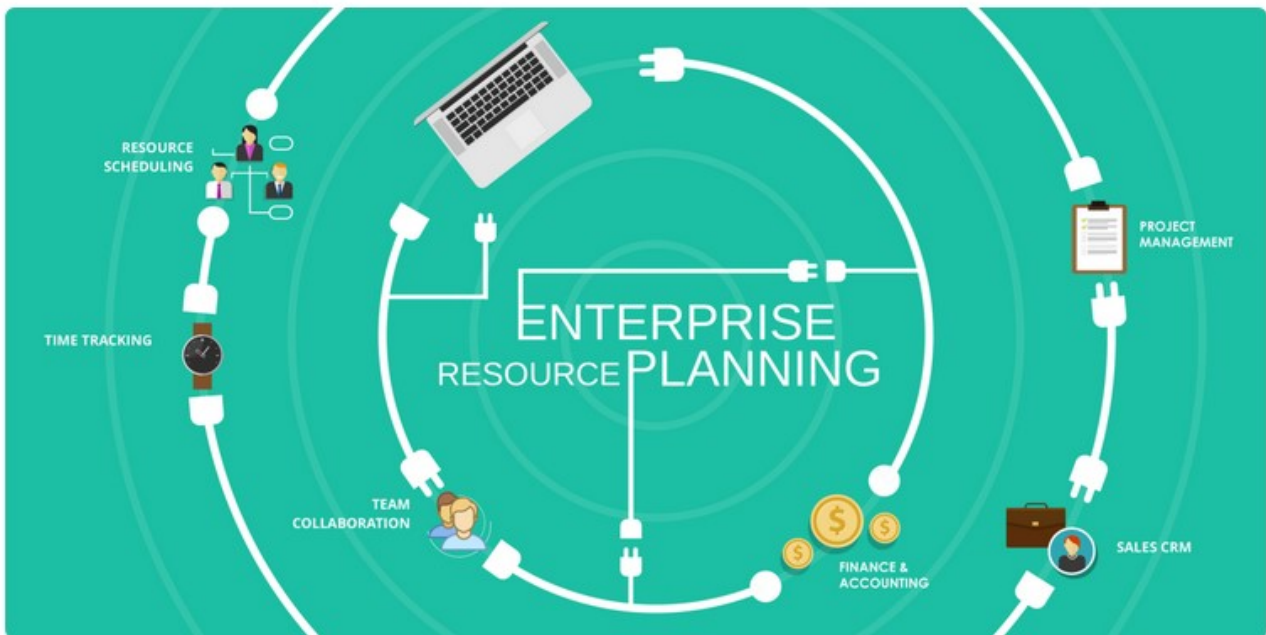 RESOURCE
SCHEDULING
PROJECT
MANAGEMENT
TIME TRACKING
ENTERPRISE
RESOURCE PLANNING
TEAM
COLLABORATION
SALES CRM
FINANCE &
ACCOUNTING